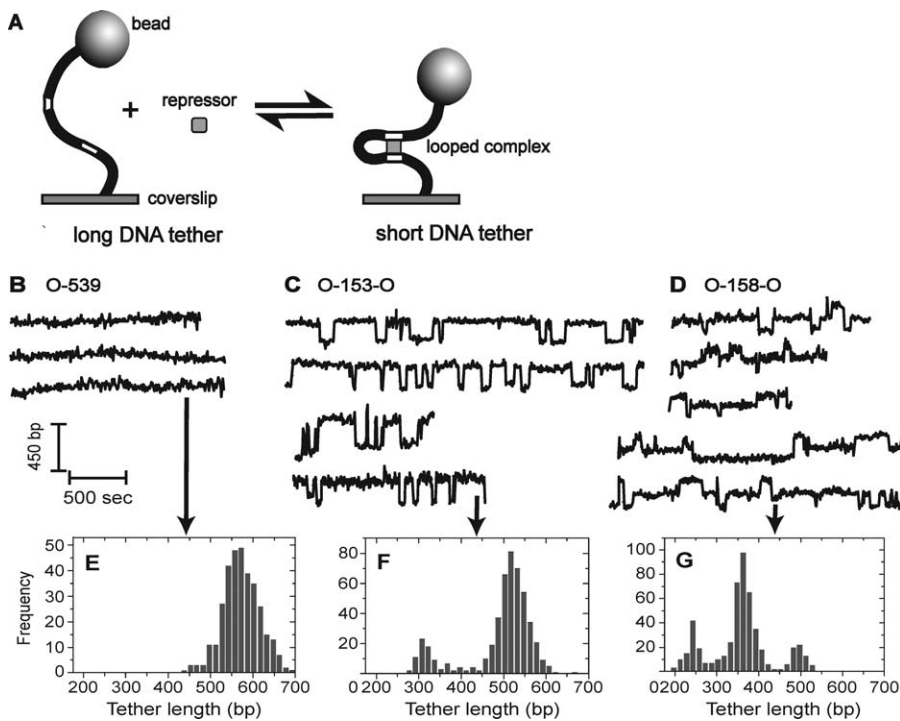 A
bead
+ repressor
looped complex
coverslip
long DNA tether
short DNA tether
B O-539
C O-153-O
D O-158-O
450 bp
500 sec
E
F
G
Frequency
50
40
30
20
10
0
80
60
40
20
0
100
80
60
40
20
0
200 300 400 500 600 700
200 300 400 500 600 700
200 300 400 500 600 700
Tether length (bp)
Tether length (bp)
Tether length (bp)